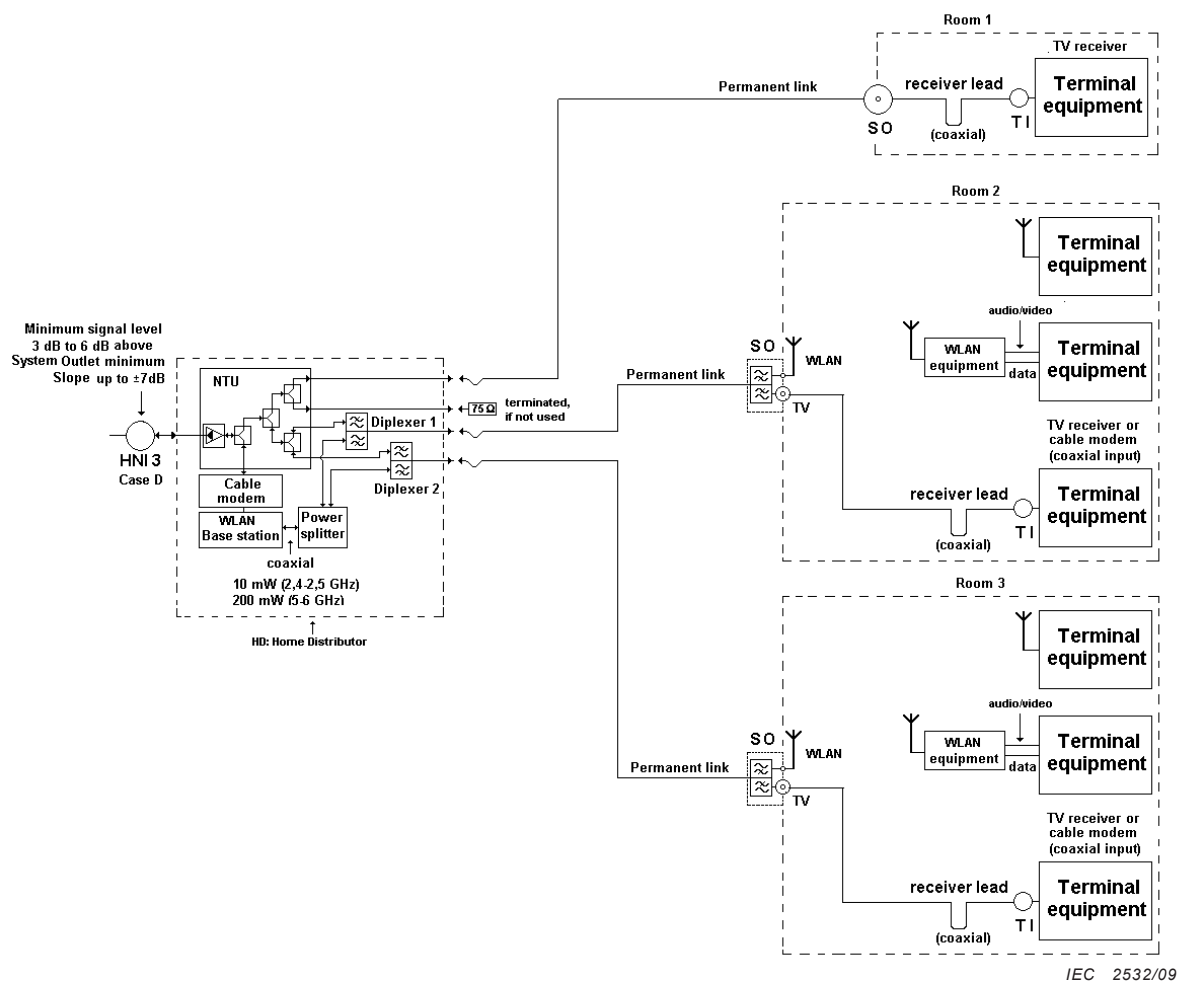 Room 1
TV receiver
Terminal
equipment
Permanent link
receiver lead
SO
(coaxial)
TI
Room 2
Terminal
equipment
audio/video
SO
WLAN
WLAN
equipment
data
Terminal
equipment
Permanent link
TV
TV receiver or
cable modem
(coaxial input)
receiver lead
(coaxial)
TI
Terminal
equipment
Minimum signal level
3 dB to 6 dB above
System Outlet minimum
Slope up to ±7dB
HNI 3
Case D
NTU
75 Ω
terminated,
if not used
Diplexer 1
Diplexer 2
Cable
modem
WLAN
Base station
Power
splitter
coaxial
10 mW (2,4-2,5 GHz)
200 mW (5-6 GHz)
HD: Home Distributor
Room 3
Terminal
equipment
audio/video
SO
WLAN
WLAN
equipment
data
Terminal
equipment
Permanent link
TV
TV receiver or
cable modem
(coaxial input)
receiver lead
(coaxial)
TI
Terminal
equipment
IEC 2532/09